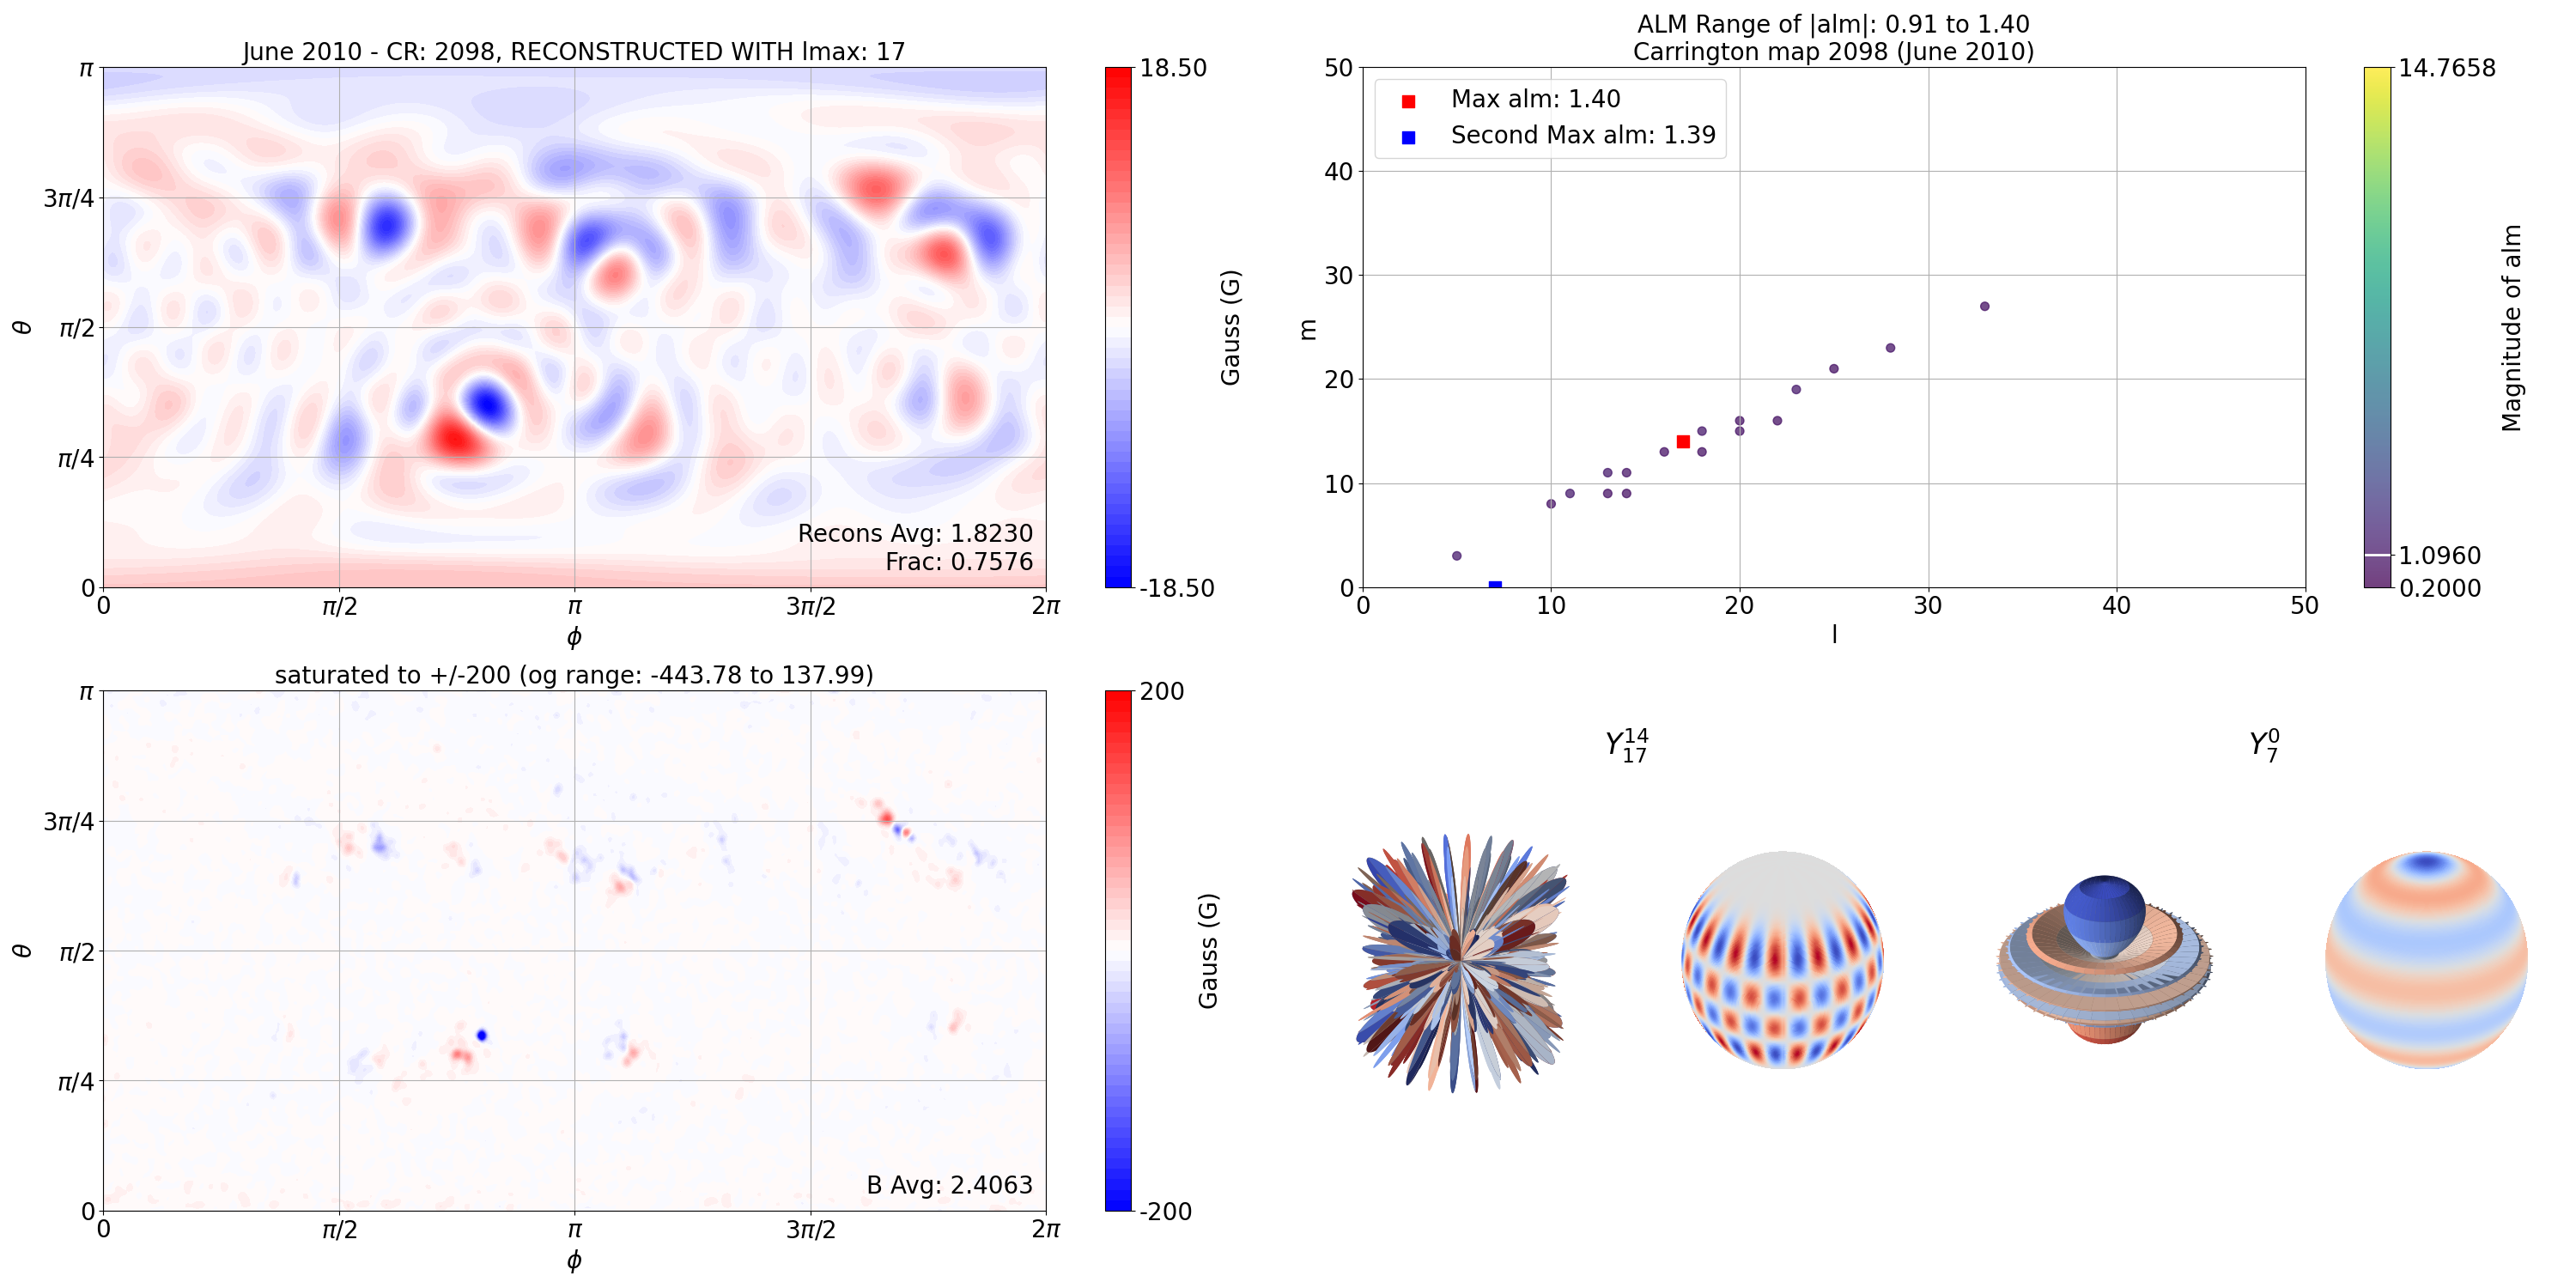 June 2010 - CR: 2098, RECONSTRUCTED WITH lmax: 17
π
3π/4
π/2
π/4
0
θ
0 π/2 π 3π/2 2π
ϕ
Recons Avg: 1.8230
Frac: 0.7576
18.50
-18.50
Gauss (G)
ALM Range of |alm|: 0.91 to 1.40
Carrington map 2098 (June 2010)
Max alm: 1.40
Second Max alm: 1.39
50
40
30
20
10
0
m
0 10 20 30 40 50
l
14.7658
1.0960
0.2000
Magnitude of alm
saturated to +/-200 (og range: -443.78 to 137.99)
π
3π/4
π/2
π/4
0
θ
0 π/2 π 3π/2 2π
ϕ
B Avg: 2.4063
200
-200
Gauss (G)
Y_{17}^{14}
Y_7^0